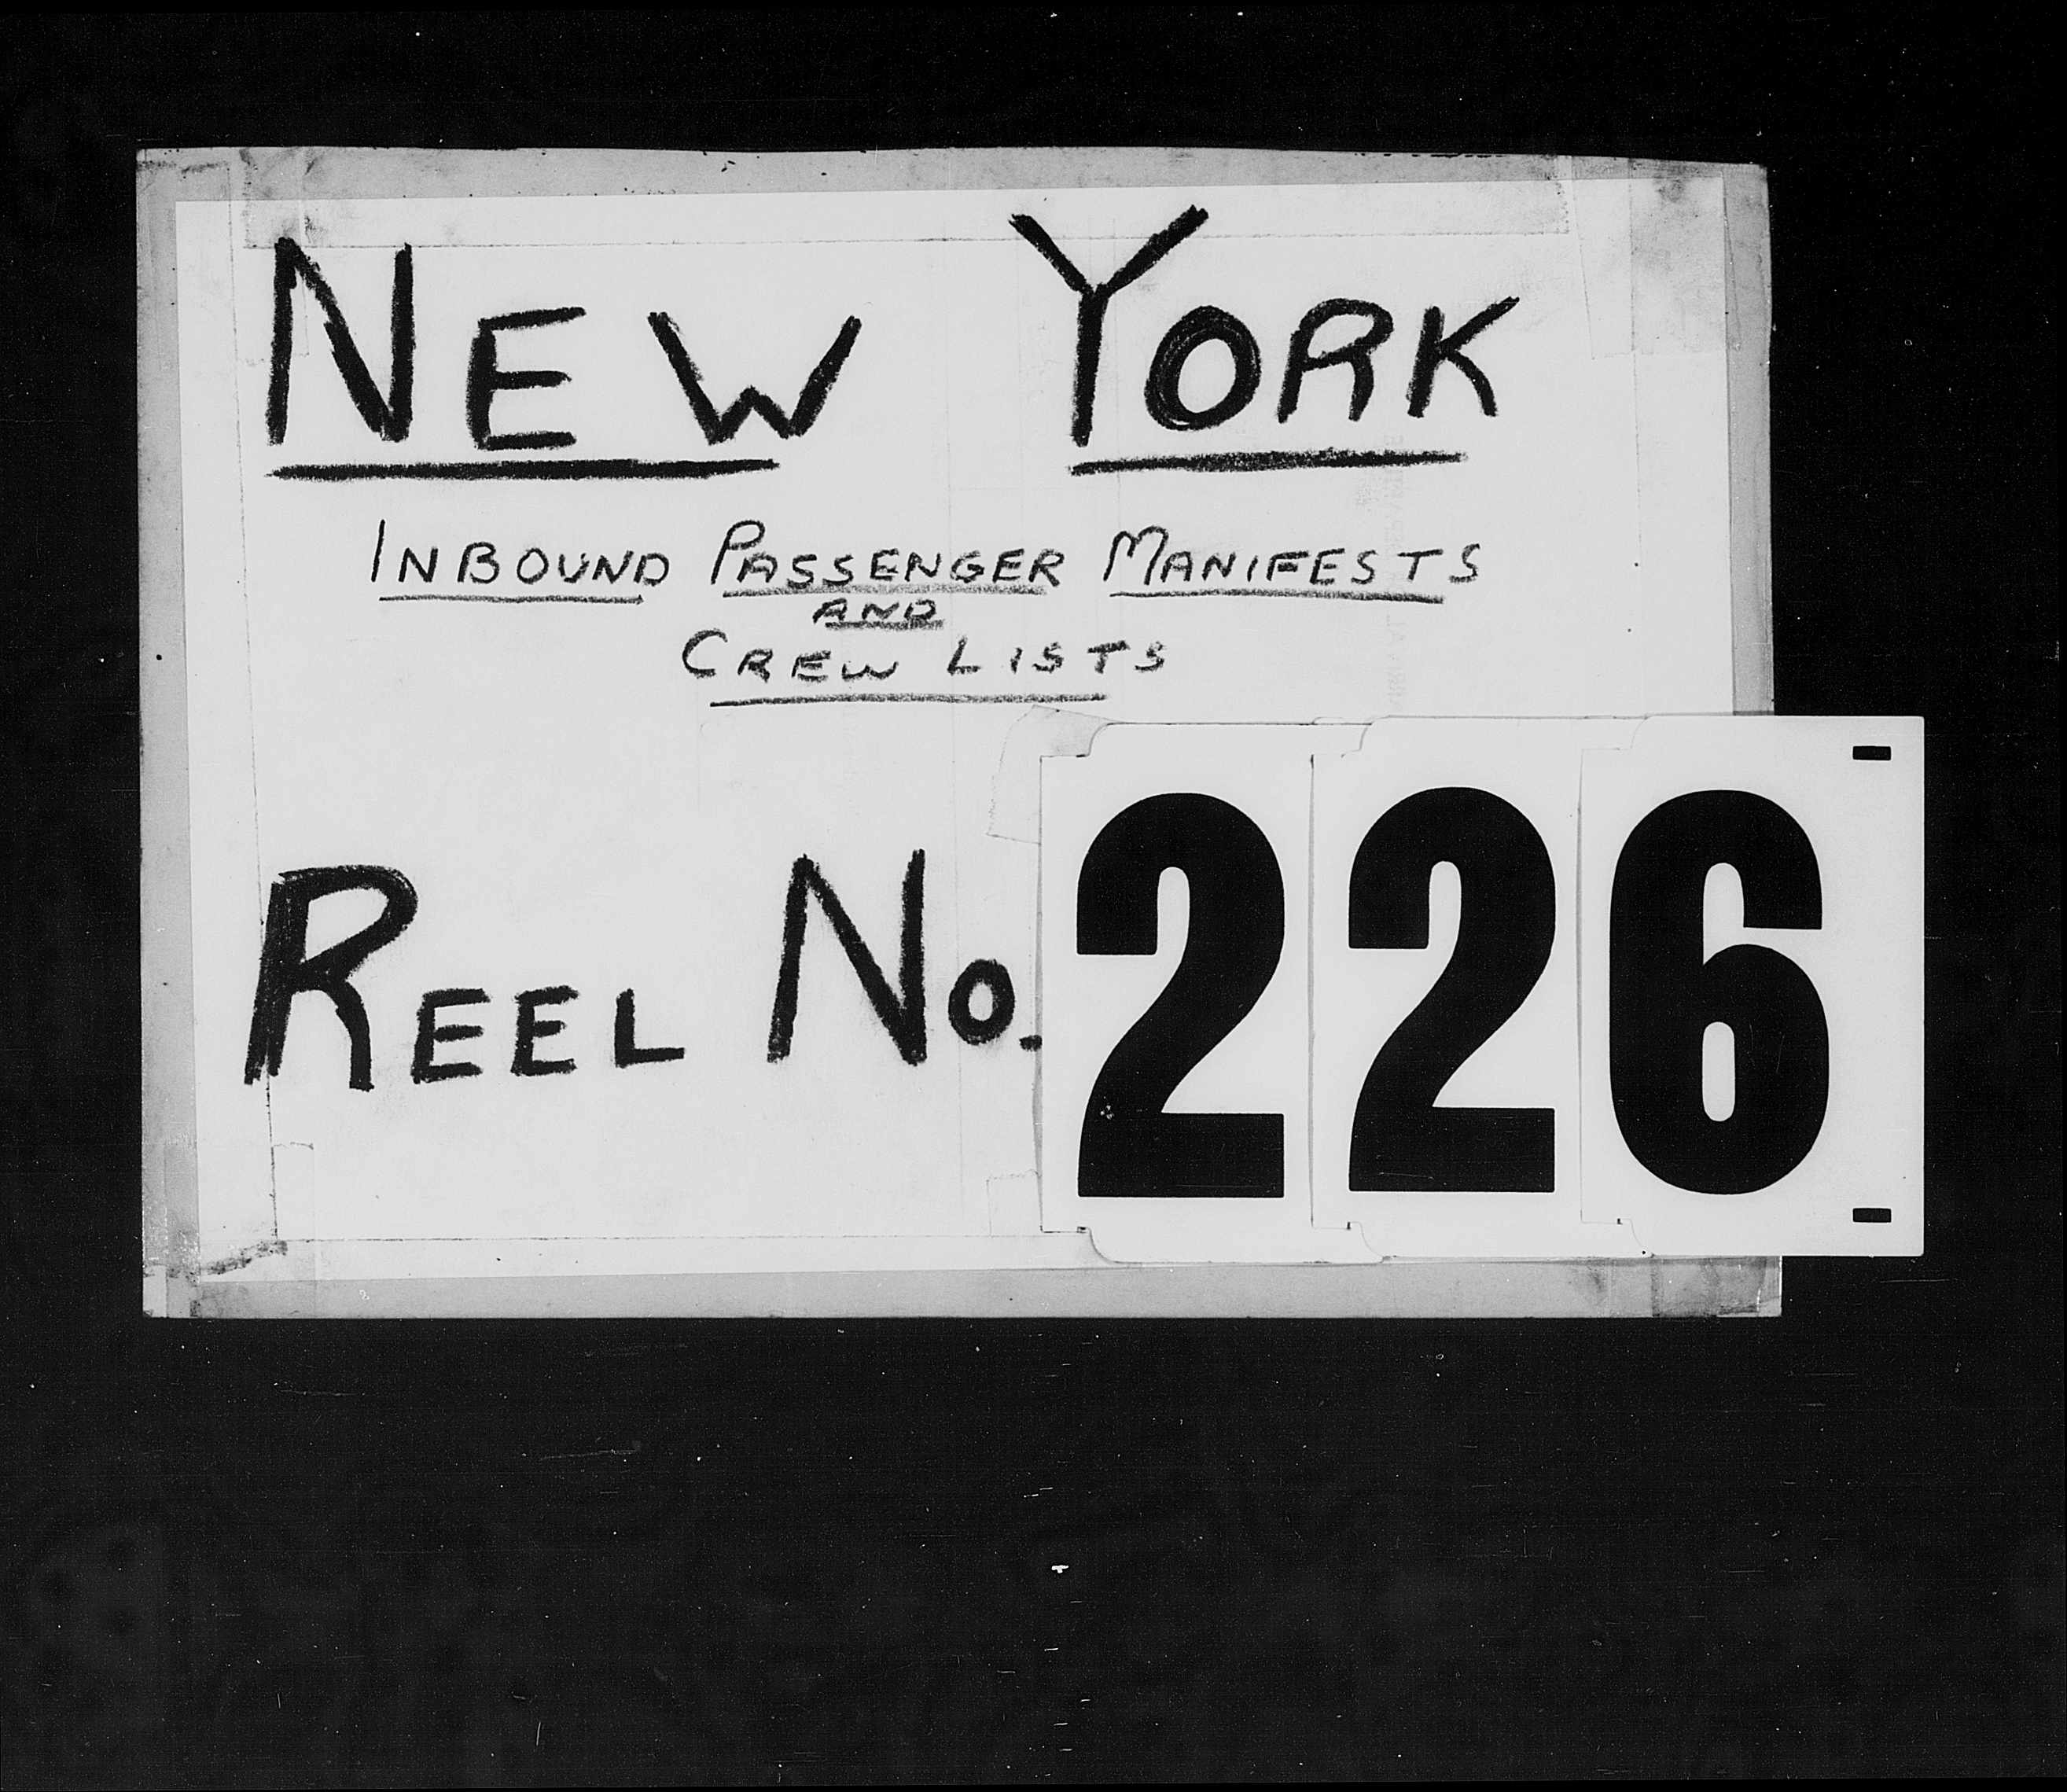 NEW YORK
INBOUND PASSENGER MANIFESTS
AND
CREW LISTS
REEL NO. 226